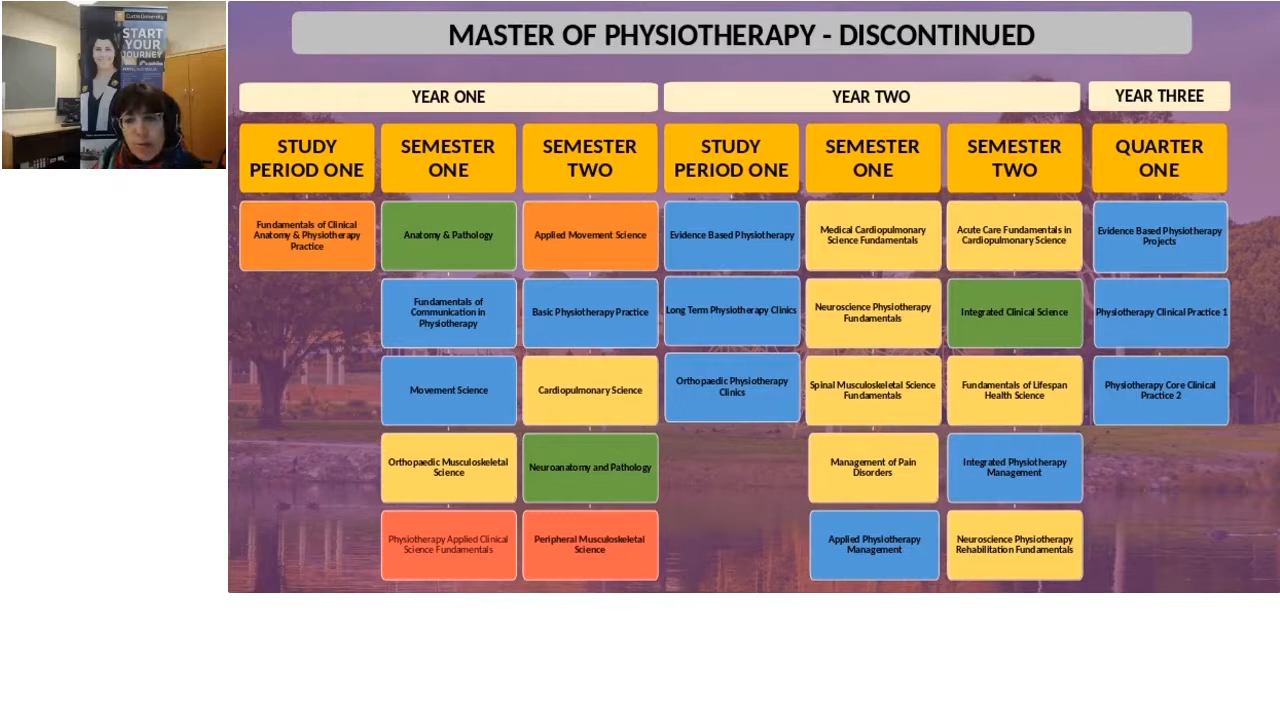 Curtin University
START
YOUR
JOURNEY
MASTER OF PHYSIOTHERAPY - DISCONTINUED
YEAR ONE
YEAR TWO
YEAR THREE
STUDY
PERIOD ONE
SEMESTER
ONE
SEMESTER
TWO
STUDY
PERIOD ONE
SEMESTER
ONE
SEMESTER
TWO
QUARTER
ONE
Fundamentals of Clinical
Anatomy & Physiotherapy
Practice
Anatomy & Pathology
Applied Movement Science
Evidence Based Physiotherapy
Medical Cardiopulmonary
Science Fundamentals
Acute Care Fundamentals in
Cardiopulmonary Science
Evidence Based Physiotherapy
Projects
Fundamentals of
Communication in
Physiotherapy
Basic Physiotherapy Practice
Long Term Physiotherapy Clinics
Neuroscience Physiotherapy
Fundamentals
Integrated Clinical Science
Physiotherapy Clinical Practice 1
Movement Science
Cardiopulmonary Science
Orthopaedic Physiotherapy
Clinics
Spinal Musculoskeletal Science
Fundamentals
Fundamentals of Lifespan
Health Science
Physiotherapy Core Clinical
Practice 2
Orthopaedic Musculoskeletal
Science
Neuroanatomy and Pathology
Management of Pain
Disorders
Integrated Physiotherapy
Management
Physiotherapy Applied Clinical
Science Fundamentals
Peripheral Musculoskeletal
Science
Applied Physiotherapy
Management
Neuroscience Physiotherapy
Rehabilitation Fundamentals